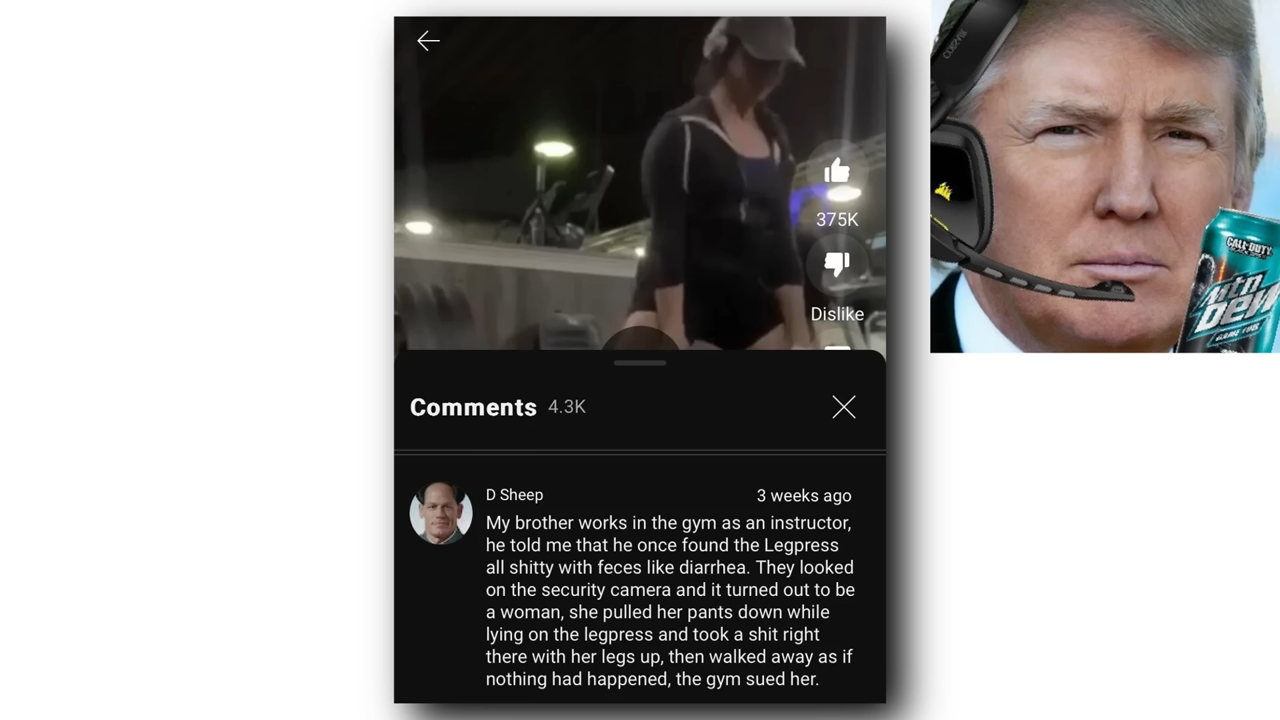 375K
Dislike
Comments 4.3K
D Sheep 3 weeks ago
My brother works in the gym as an instructor,
he told me that he once found the Legpress
all shitty with feces like diarrhea. They looked
on the security camera and it turned out to be
a woman, she pulled her pants down while
lying on the legpress and took a shit right
there with her legs up, then walked away as if
nothing had happened, the gym sued her.
CALL·DUTY
Mtn
DEW